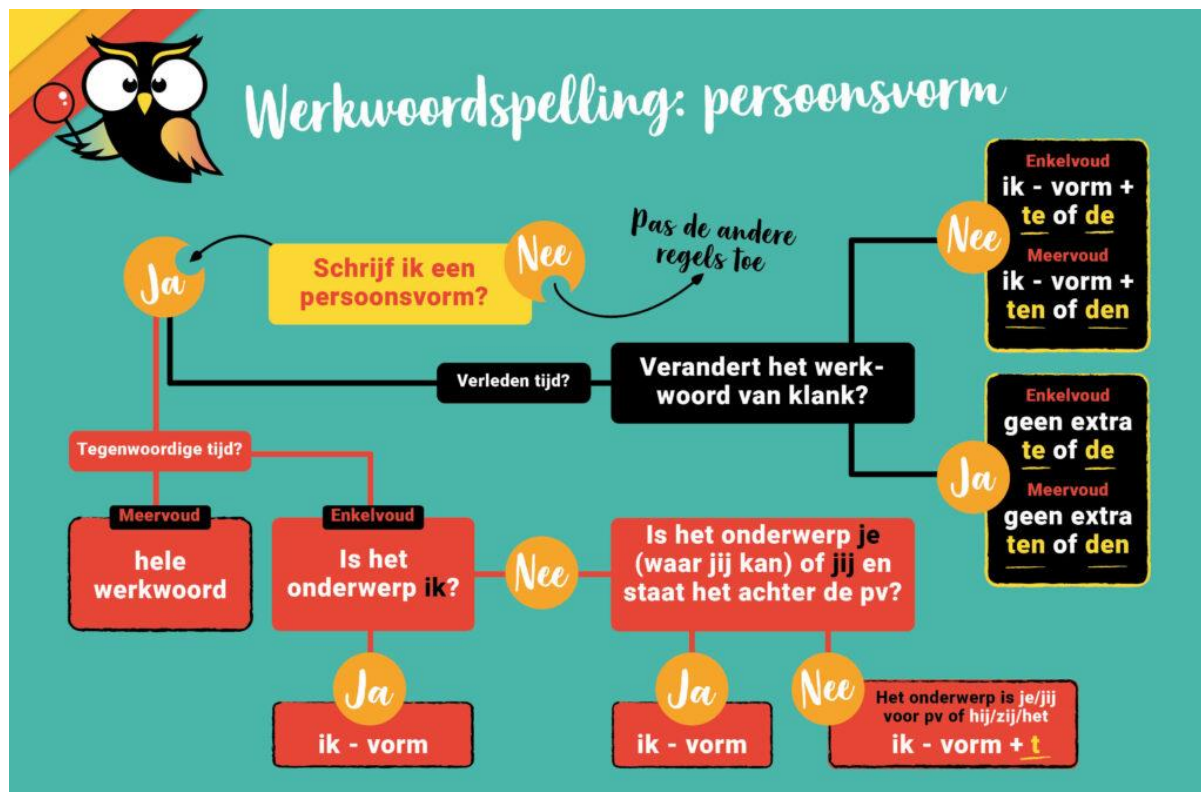 Werkwoordspelling: persoonsvorm
Ja
Schrijf ik een
persoonsvorm?
Nee
Pas de andere
regels toe
Verleden tijd?
Verandert het werk-
woord van klank?
Nee
Enkelvoud
ik - vorm +
te of de
Meervoud
ik - vorm +
ten of den
Ja
Enkelvoud
geen extra
te of de
Meervoud
geen extra
ten of den
Tegenwoordige tijd?
Meervoud
hele
werkwoord
Enkelvoud
Is het
onderwerp ik?
Nee
Is het onderwerp je
(waar jij kan) of jij en
staat het achter de pv?
Ja
ik - vorm
Ja
ik - vorm
Nee
Het onderwerp is je/jij
voor pv of hij/zij/het
ik - vorm + t